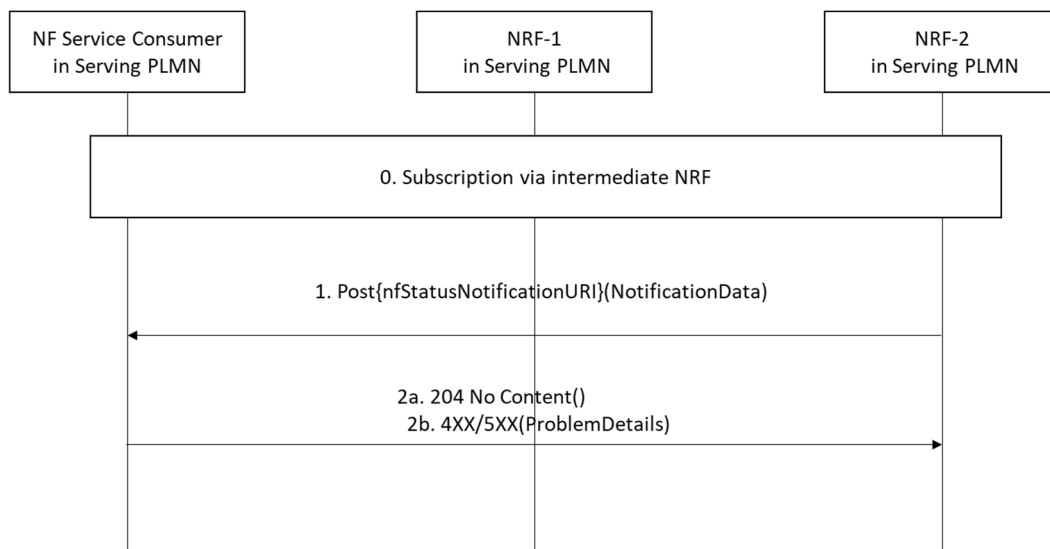 NF Service Consumer
in Serving PLMN
NRF-1
in Serving PLMN
NRF-2
in Serving PLMN
0. Subscription via intermediate NRF
1. Post{nfStatusNotificationURI}(NotificationData)
2a. 204 No Content()
2b. 4XX/5XX(ProblemDetails)